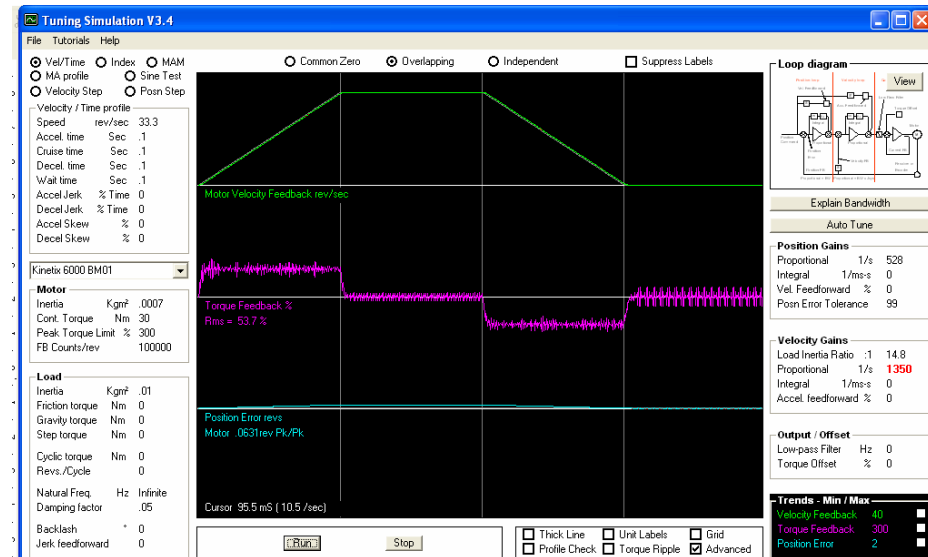 Tuning Simulation V3.4
File Tutorials Help
Vel/Time Index MAM
MA profile Sine Test
Velocity Step Posn Step
Common Zero Overlapping Independent Suppress Labels
Velocity / Time profile
Speed rev/sec 33.3
Accel. time Sec .1
Cruise time Sec .1
Decel. time Sec .1
Wait time Sec .1
Accel Jerk % Time 0
Decel Jerk % Time 0
Accel Skew % 0
Decel Skew % 0
Kinetix 6000 BM01
Motor
Inertia Kgm² .0007
Cont. Torque Nm 30
Peak Torque Limit % 300
FB Counts/rev 100000
Load
Inertia Kgm² .01
Friction torque Nm 0
Gravity torque Nm 0
Step torque Nm 0
Cyclic torque Nm 0
Revs./Cycle 0
Natural Freq. Hz Infinite
Damping factor .05
Backlash ° 0
Jerk feedforward 0
Motor Velocity Feedback rev/sec
Torque Feedback %
Rms = 53.7 %
Position Error revs
Motor .0631rev Pk/Pk
Cursor 95.5 mS ( 10.5 /sec)
Run Stop
Thick Line Unit Labels Grid
Profile Check Torque Ripple Advanced
Loop diagram
View
Explain Bandwidth
Auto Tune
Position Gains
Proportional 1/s 528
Integral 1/ms-s 0
Vel. Feedforward % 0
Posn Error Tolerance 99
Velocity Gains
Load Inertia Ratio :1 14.8
Proportional 1/s 1350
Integral 1/ms-s 0
Accel. feedforward % 0
Output / Offset
Low-pass Filter Hz 0
Torque Offset % 0
Trends - Min / Max
Velocity Feedback 40
Torque Feedback 300
Position Error 2